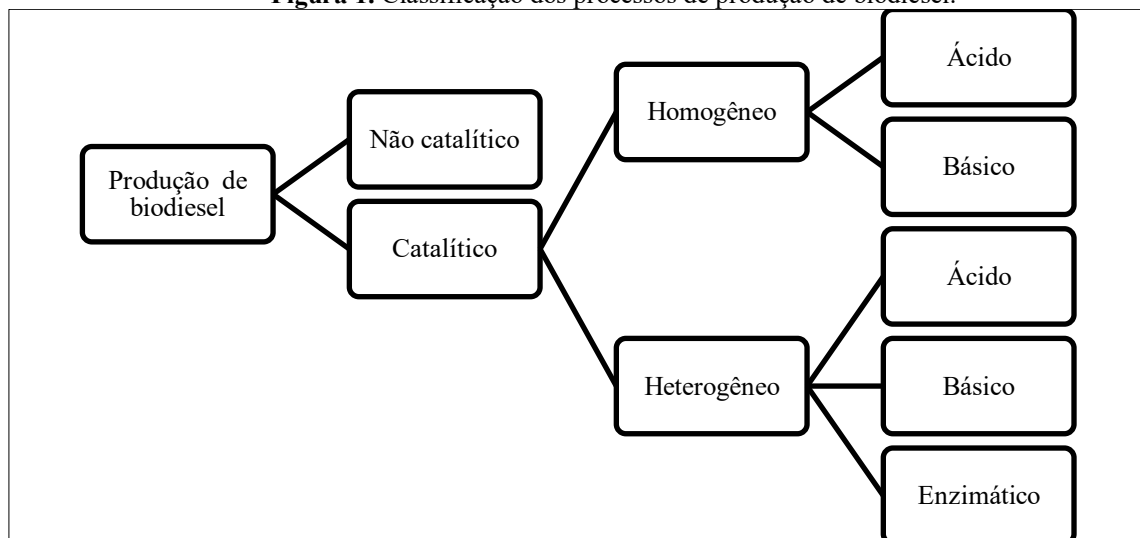 Figura 1. Classificação dos processos de produção de biodiesel.
Produção de
biodiesel
Não catalítico
Catalítico
Homogêneo
Heterogêneo
Ácido
Básico
Ácido
Básico
Enzimático